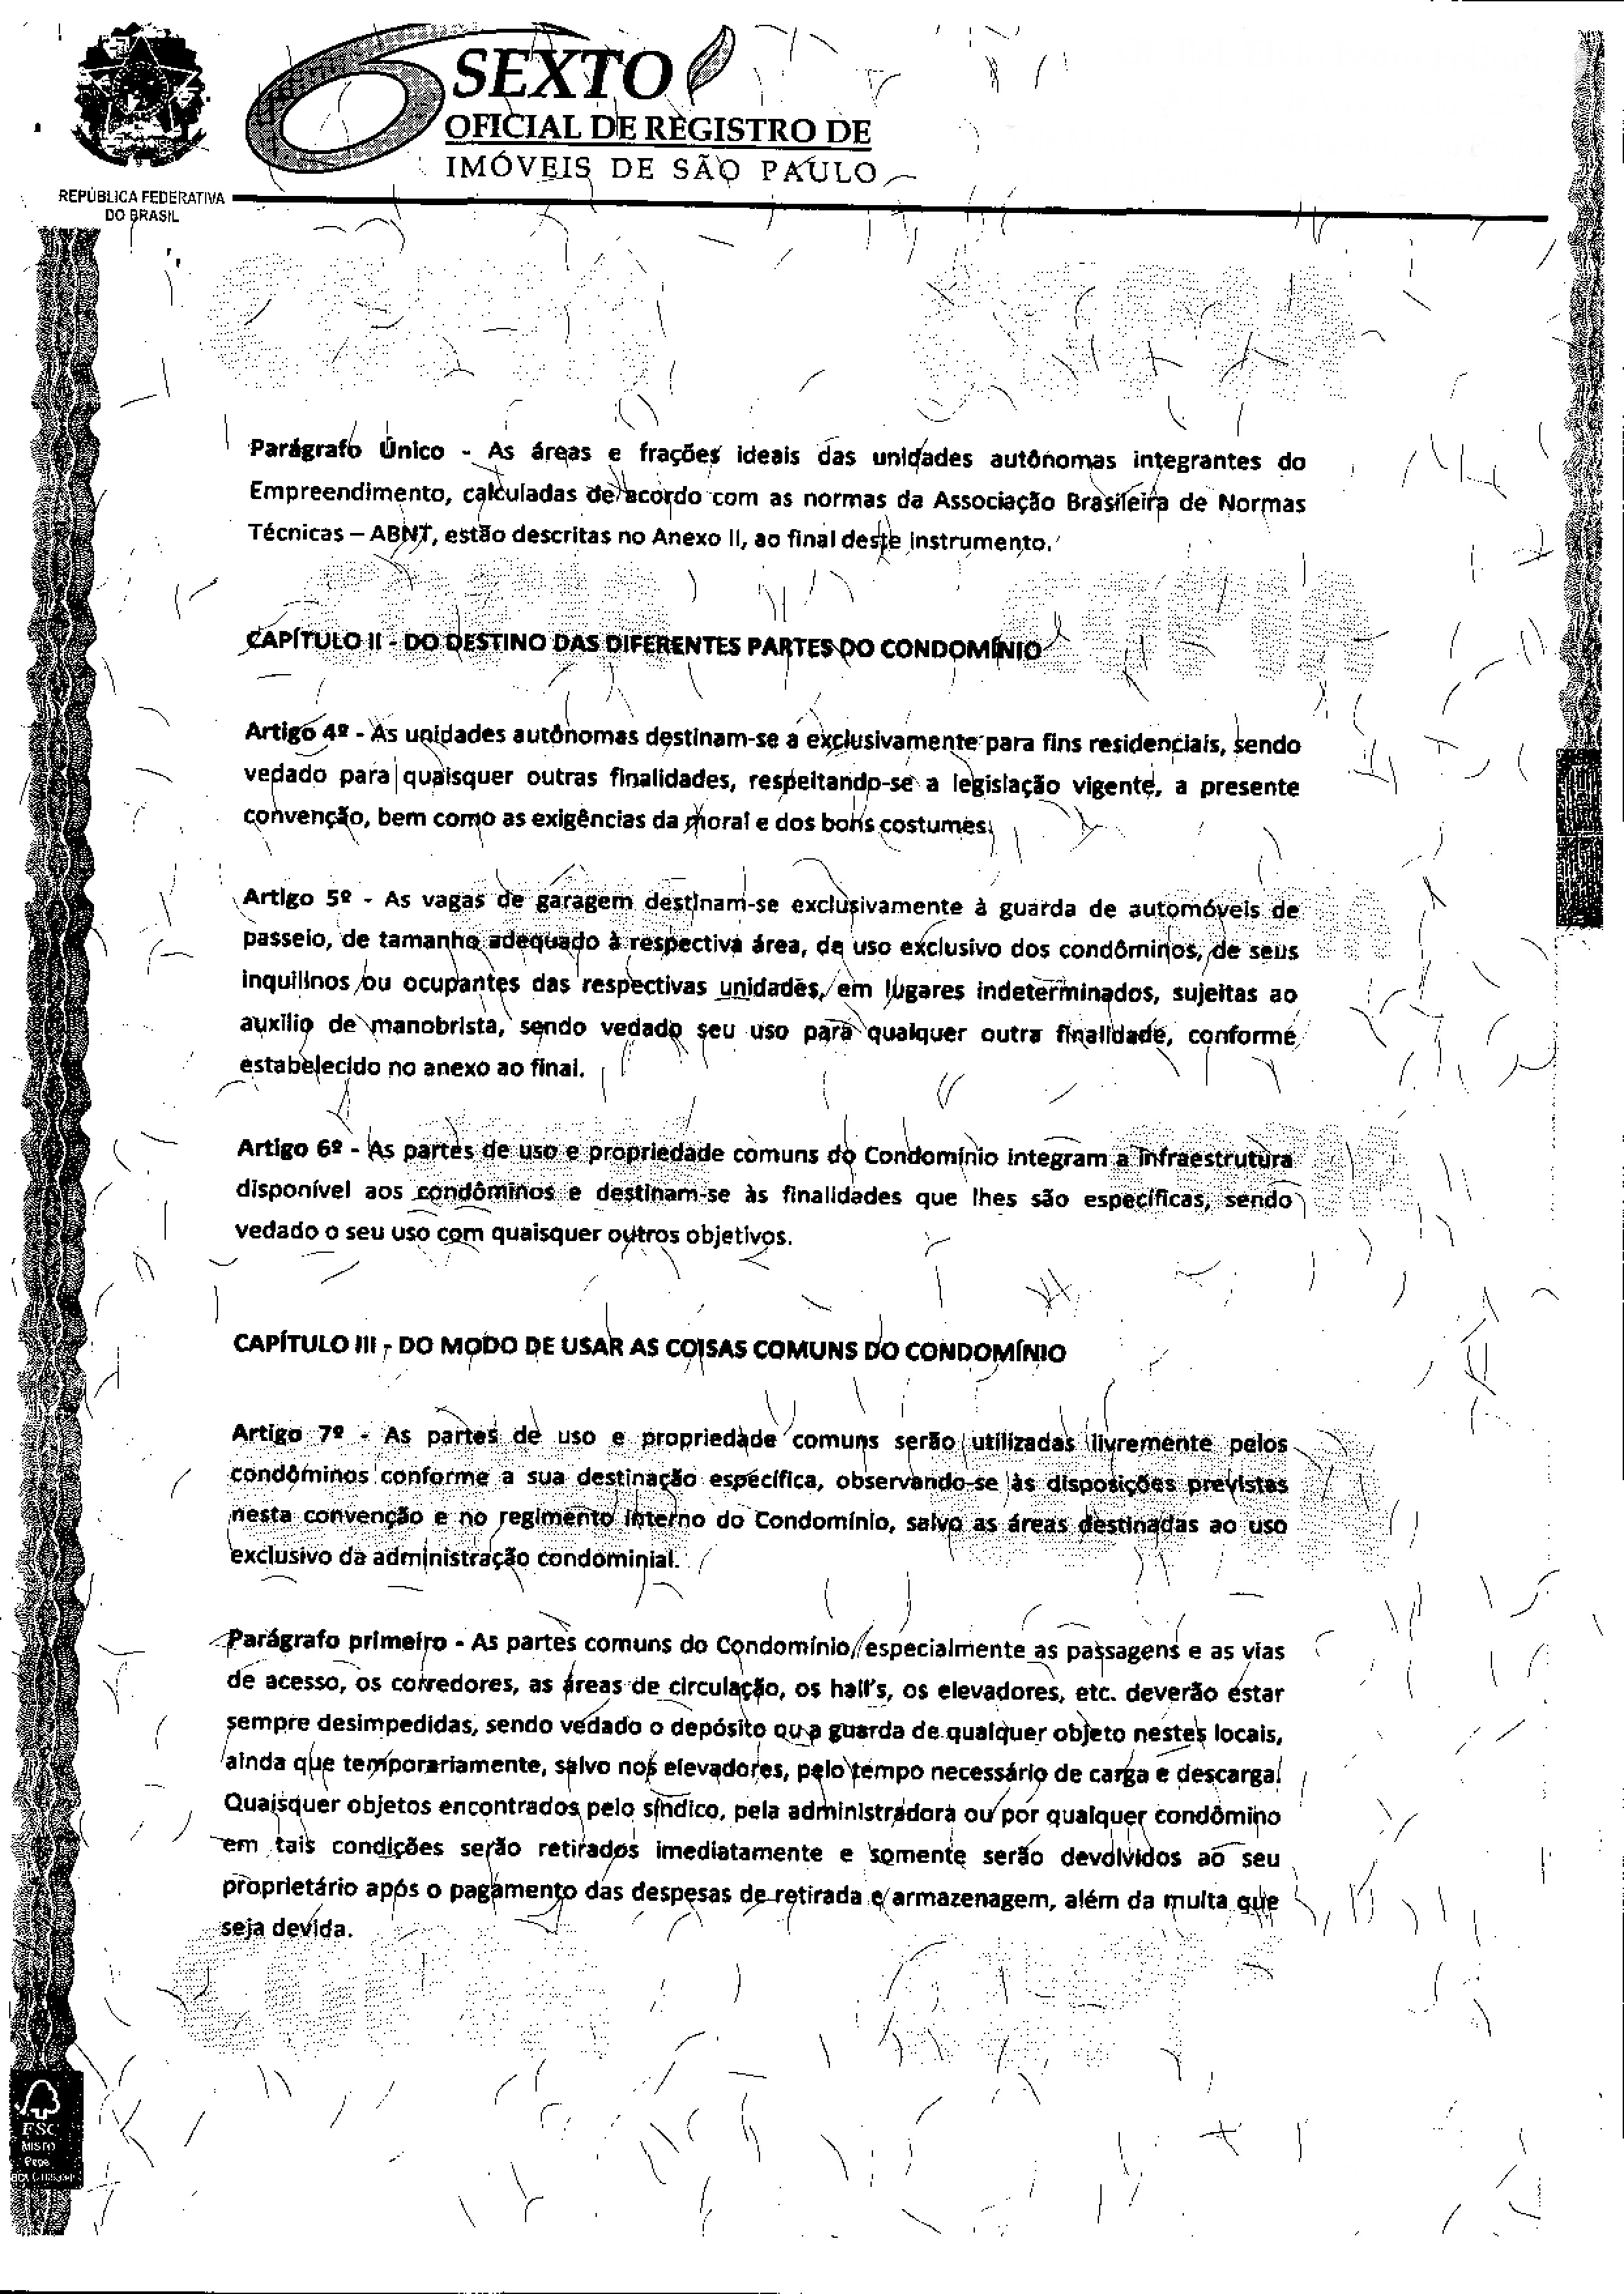 SEXTO
OFICIAL DE REGISTRO DE
IMÓVEIS DE SÃO PAULO
REPÚBLICA FEDERATIVA
DO BRASIL
Parágrafo Único - As áreas e frações ideais das unidades autônomas integrantes do
Empreendimento, calculadas de acordo com as normas da Associação Brasileira de Normas
Técnicas – ABNT, estão descritas no Anexo II, ao final deste instrumento.
CAPÍTULO II - DO DESTINO DAS DIFERENTES PARTES DO CONDOMÍNIO
Artigo 4º - As unidades autônomas destinam-se a exclusivamente para fins residenciais, sendo
vedado para quaisquer outras finalidades, respeitando-se a legislação vigente, a presente
convenção, bem como as exigências da moral e dos bons costumes.
Artigo 5º - As vagas de garagem destinam-se exclusivamente à guarda de automóveis de
passeio, de tamanho adequado à respectiva área, de uso exclusivo dos condôminos, de seus
inquilinos ou ocupantes das respectivas unidades, em lugares indeterminados, sujeitas ao
auxílio de manobrista, sendo vedado seu uso para qualquer outra finalidade, conforme
estabelecido no anexo ao final.
Artigo 6º - As partes de uso e propriedade comuns do Condomínio integram a infraestrutura
disponível aos condôminos e destinam-se às finalidades que lhes são específicas, sendo
vedado o seu uso com quaisquer outros objetivos.
CAPÍTULO III - DO MODO DE USAR AS COISAS COMUNS DO CONDOMÍNIO
Artigo 7º - As partes de uso e propriedade comuns serão utilizadas livremente pelos
condôminos conforme a sua destinação específica, observando-se às disposições previstas
nesta convenção e no regimento interno do Condomínio, salvo as áreas destinadas ao uso
exclusivo da administração condominial.
Parágrafo primeiro - As partes comuns do Condomínio, especialmente as passagens e as vias
de acesso, os corredores, as áreas de circulação, os hall's, os elevadores, etc. deverão estar
sempre desimpedidas, sendo vedado o depósito ou a guarda de qualquer objeto nestes locais,
ainda que temporariamente, salvo nos elevadores, pelo tempo necessário de carga e descarga.
Quaisquer objetos encontrados pelo síndico, pela administradora ou por qualquer condômino
em tais condições serão retirados imediatamente e somente serão devolvidos ao seu
proprietário após o pagamento das despesas de retirada e armazenagem, além da multa que
seja devida.
FSC
MISTO